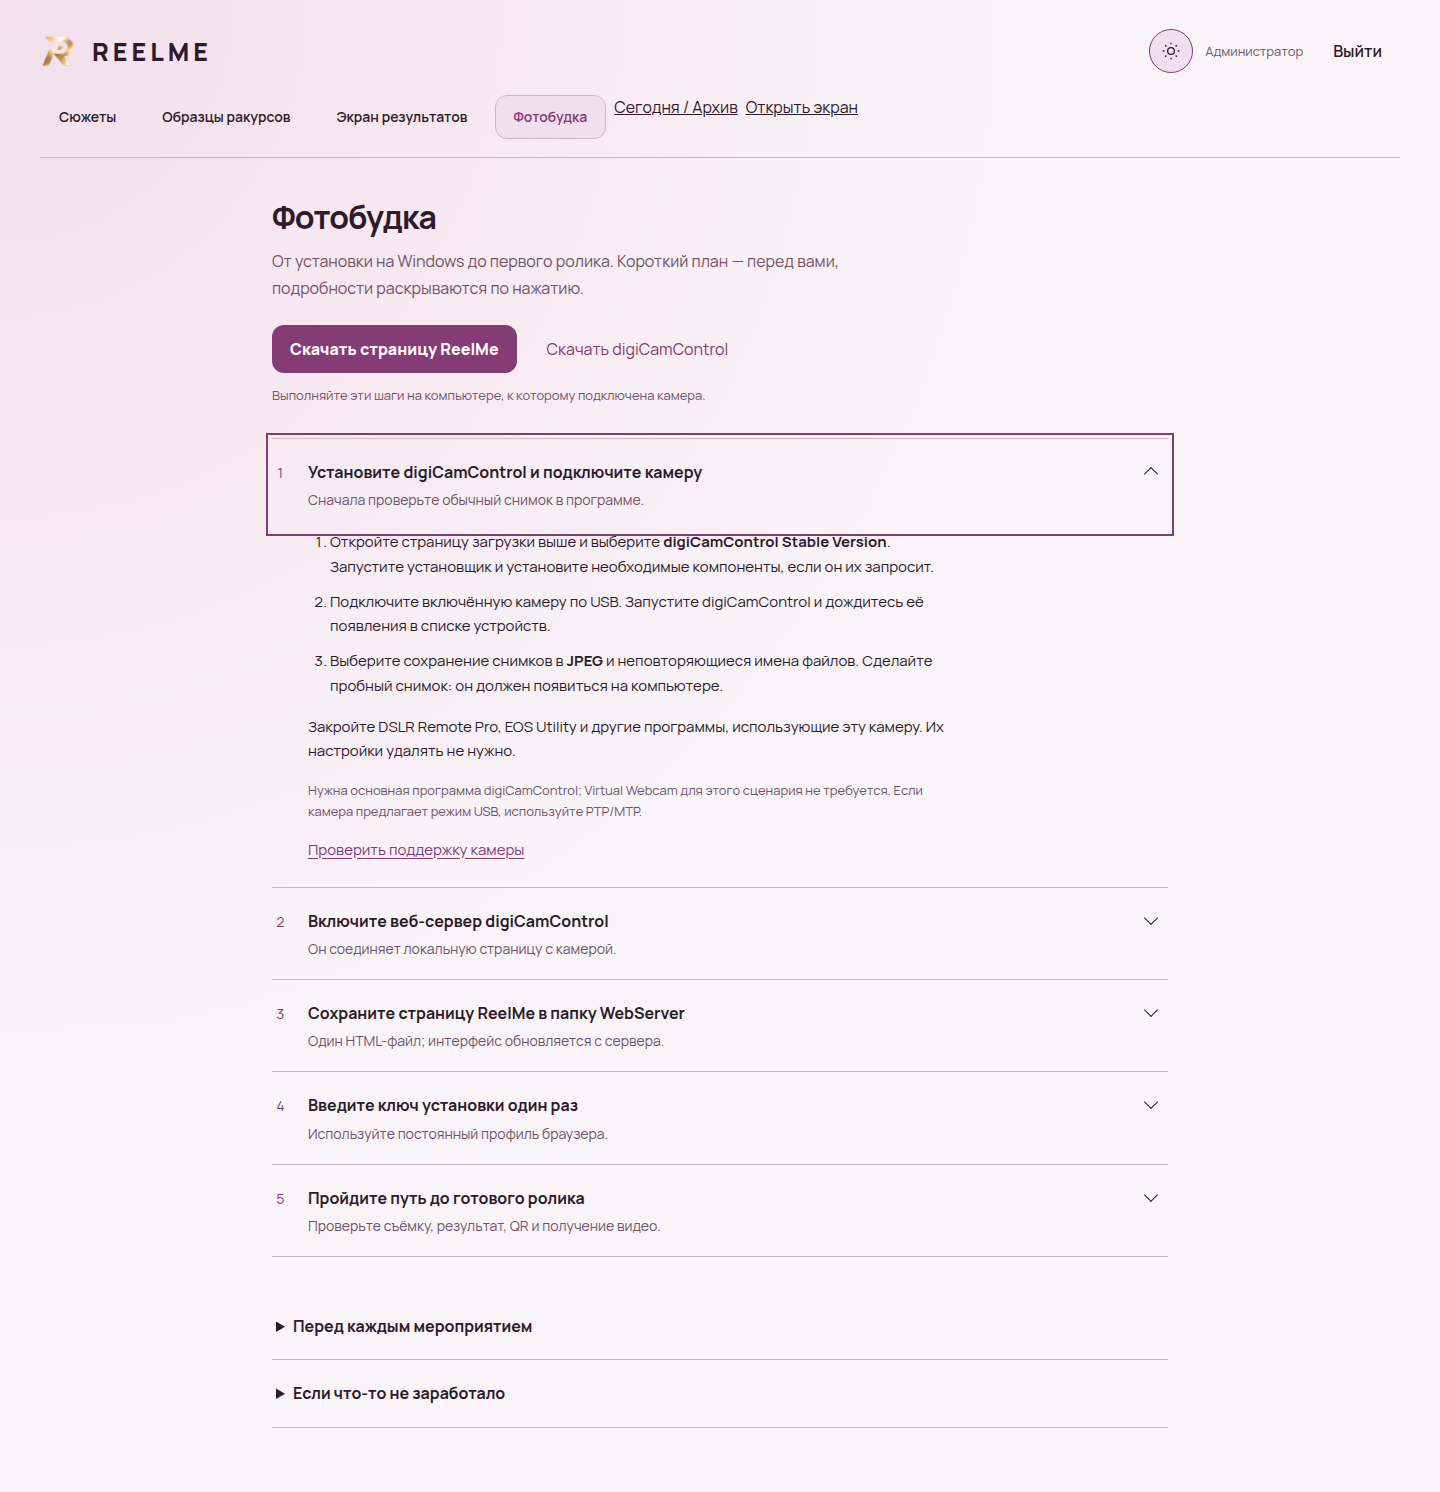 REELME
Администратор
Выйти
Сюжеты
Образцы ракурсов
Экран результатов
Фотобудка
Сегодня / Архив
Открыть экран
Фотобудка
От установки на Windows до первого ролика. Короткий план — перед вами,
подробности раскрываются по нажатию.
Скачать страницу ReelMe
Скачать digiCamControl
Выполняйте эти шаги на компьютере, к которому подключена камера.
1 Установите digiCamControl и подключите камеру
Сначала проверьте обычный снимок в программе.
1. Откройте страницу загрузки выше и выберите digiCamControl Stable Version.
Запустите установщик и установите необходимые компоненты, если он их запросит.
2. Подключите включённую камеру по USB. Запустите digiCamControl и дождитесь её
появления в списке устройств.
3. Выберите сохранение снимков в JPEG и неповторяющиеся имена файлов. Сделайте
пробный снимок: он должен появиться на компьютере.
Закройте DSLR Remote Pro, EOS Utility и другие программы, использующие эту камеру. Их
настройки удалять не нужно.
Нужна основная программа digiCamControl; Virtual Webcam для этого сценария не требуется. Если
камера предлагает режим USB, используйте PTP/MTP.
Проверить поддержку камеры
2 Включите веб-сервер digiCamControl
Он соединяет локальную страницу с камерой.
3 Сохраните страницу ReelMe в папку WebServer
Один HTML-файл; интерфейс обновляется с сервера.
4 Введите ключ установки один раз
Используйте постоянный профиль браузера.
5 Пройдите путь до готового ролика
Проверьте съёмку, результат, QR и получение видео.
Перед каждым мероприятием
Если что-то не заработало